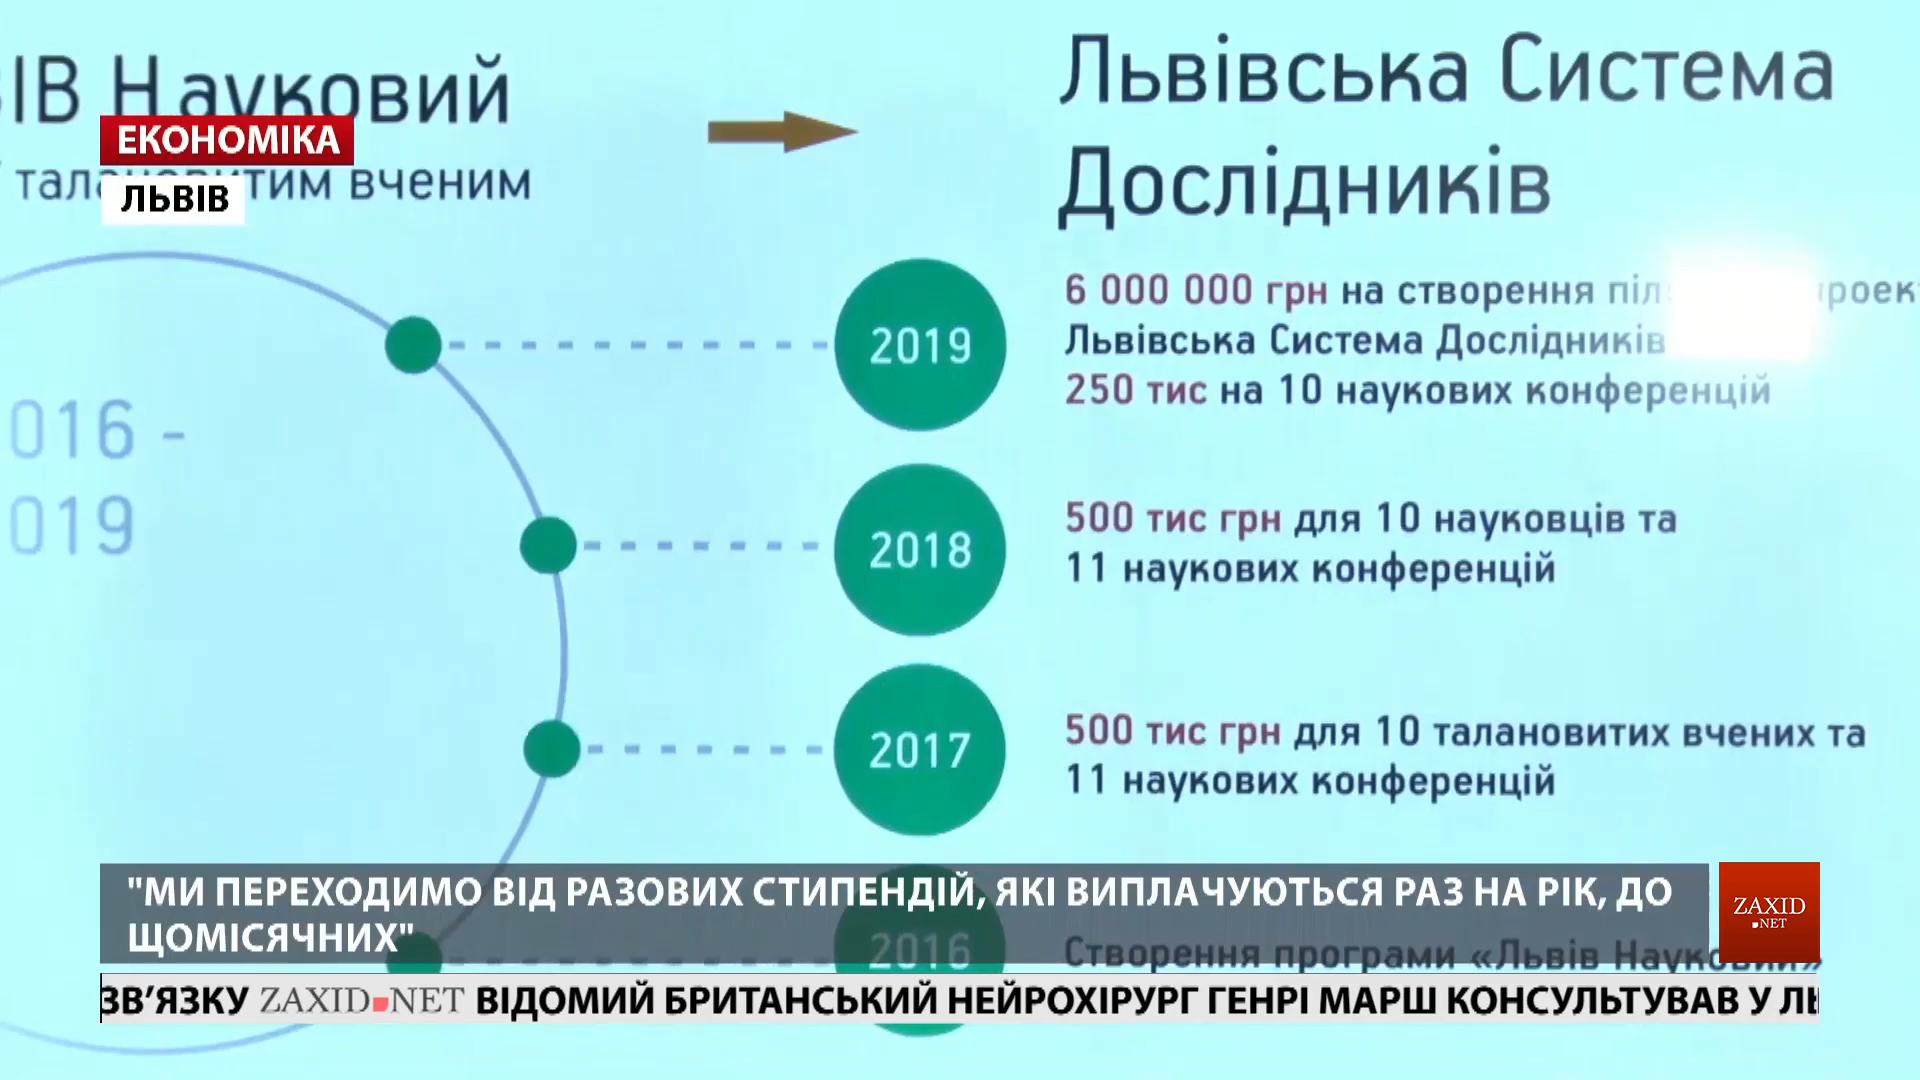 ІВ Науковий
талановитим вченим
ЕКОНОМІКА
ЛЬВІВ
Львівська Система
Дослідників
016 -
019
2019
6 000 000 грн на створення
Львівська Система Дослідників
250 тис на 10 наукових конференцій
2018
500 тис грн для 10 науковців та
11 наукових конференцій
2017
500 тис грн для 10 талановитих вчених та
11 наукових конференцій
2016
Створення програми «Львів Науковий»
"МИ ПЕРЕХОДИМО ВІД РАЗОВИХ СТИПЕНДІЙ, ЯКІ ВИПЛАЧУЮТЬСЯ РАЗ НА РІК, ДО
ЩОМІСЯЧНИХ"
ZAXID
.NET
ЗВ’ЯЗКУ ZAXID.NET ВІДОМИЙ БРИТАНСЬКИЙ НЕЙРОХІРУРГ ГЕНРІ МАРШ КОНСУЛЬТУВАВ У